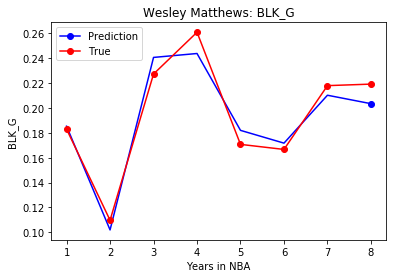 Wesley Matthews: BLK_G
Prediction
True
BLK_G
0.26
0.24
0.22
0.20
0.18
0.16
0.14
0.12
0.10
1 2 3 4 5 6 7 8
Years in NBA